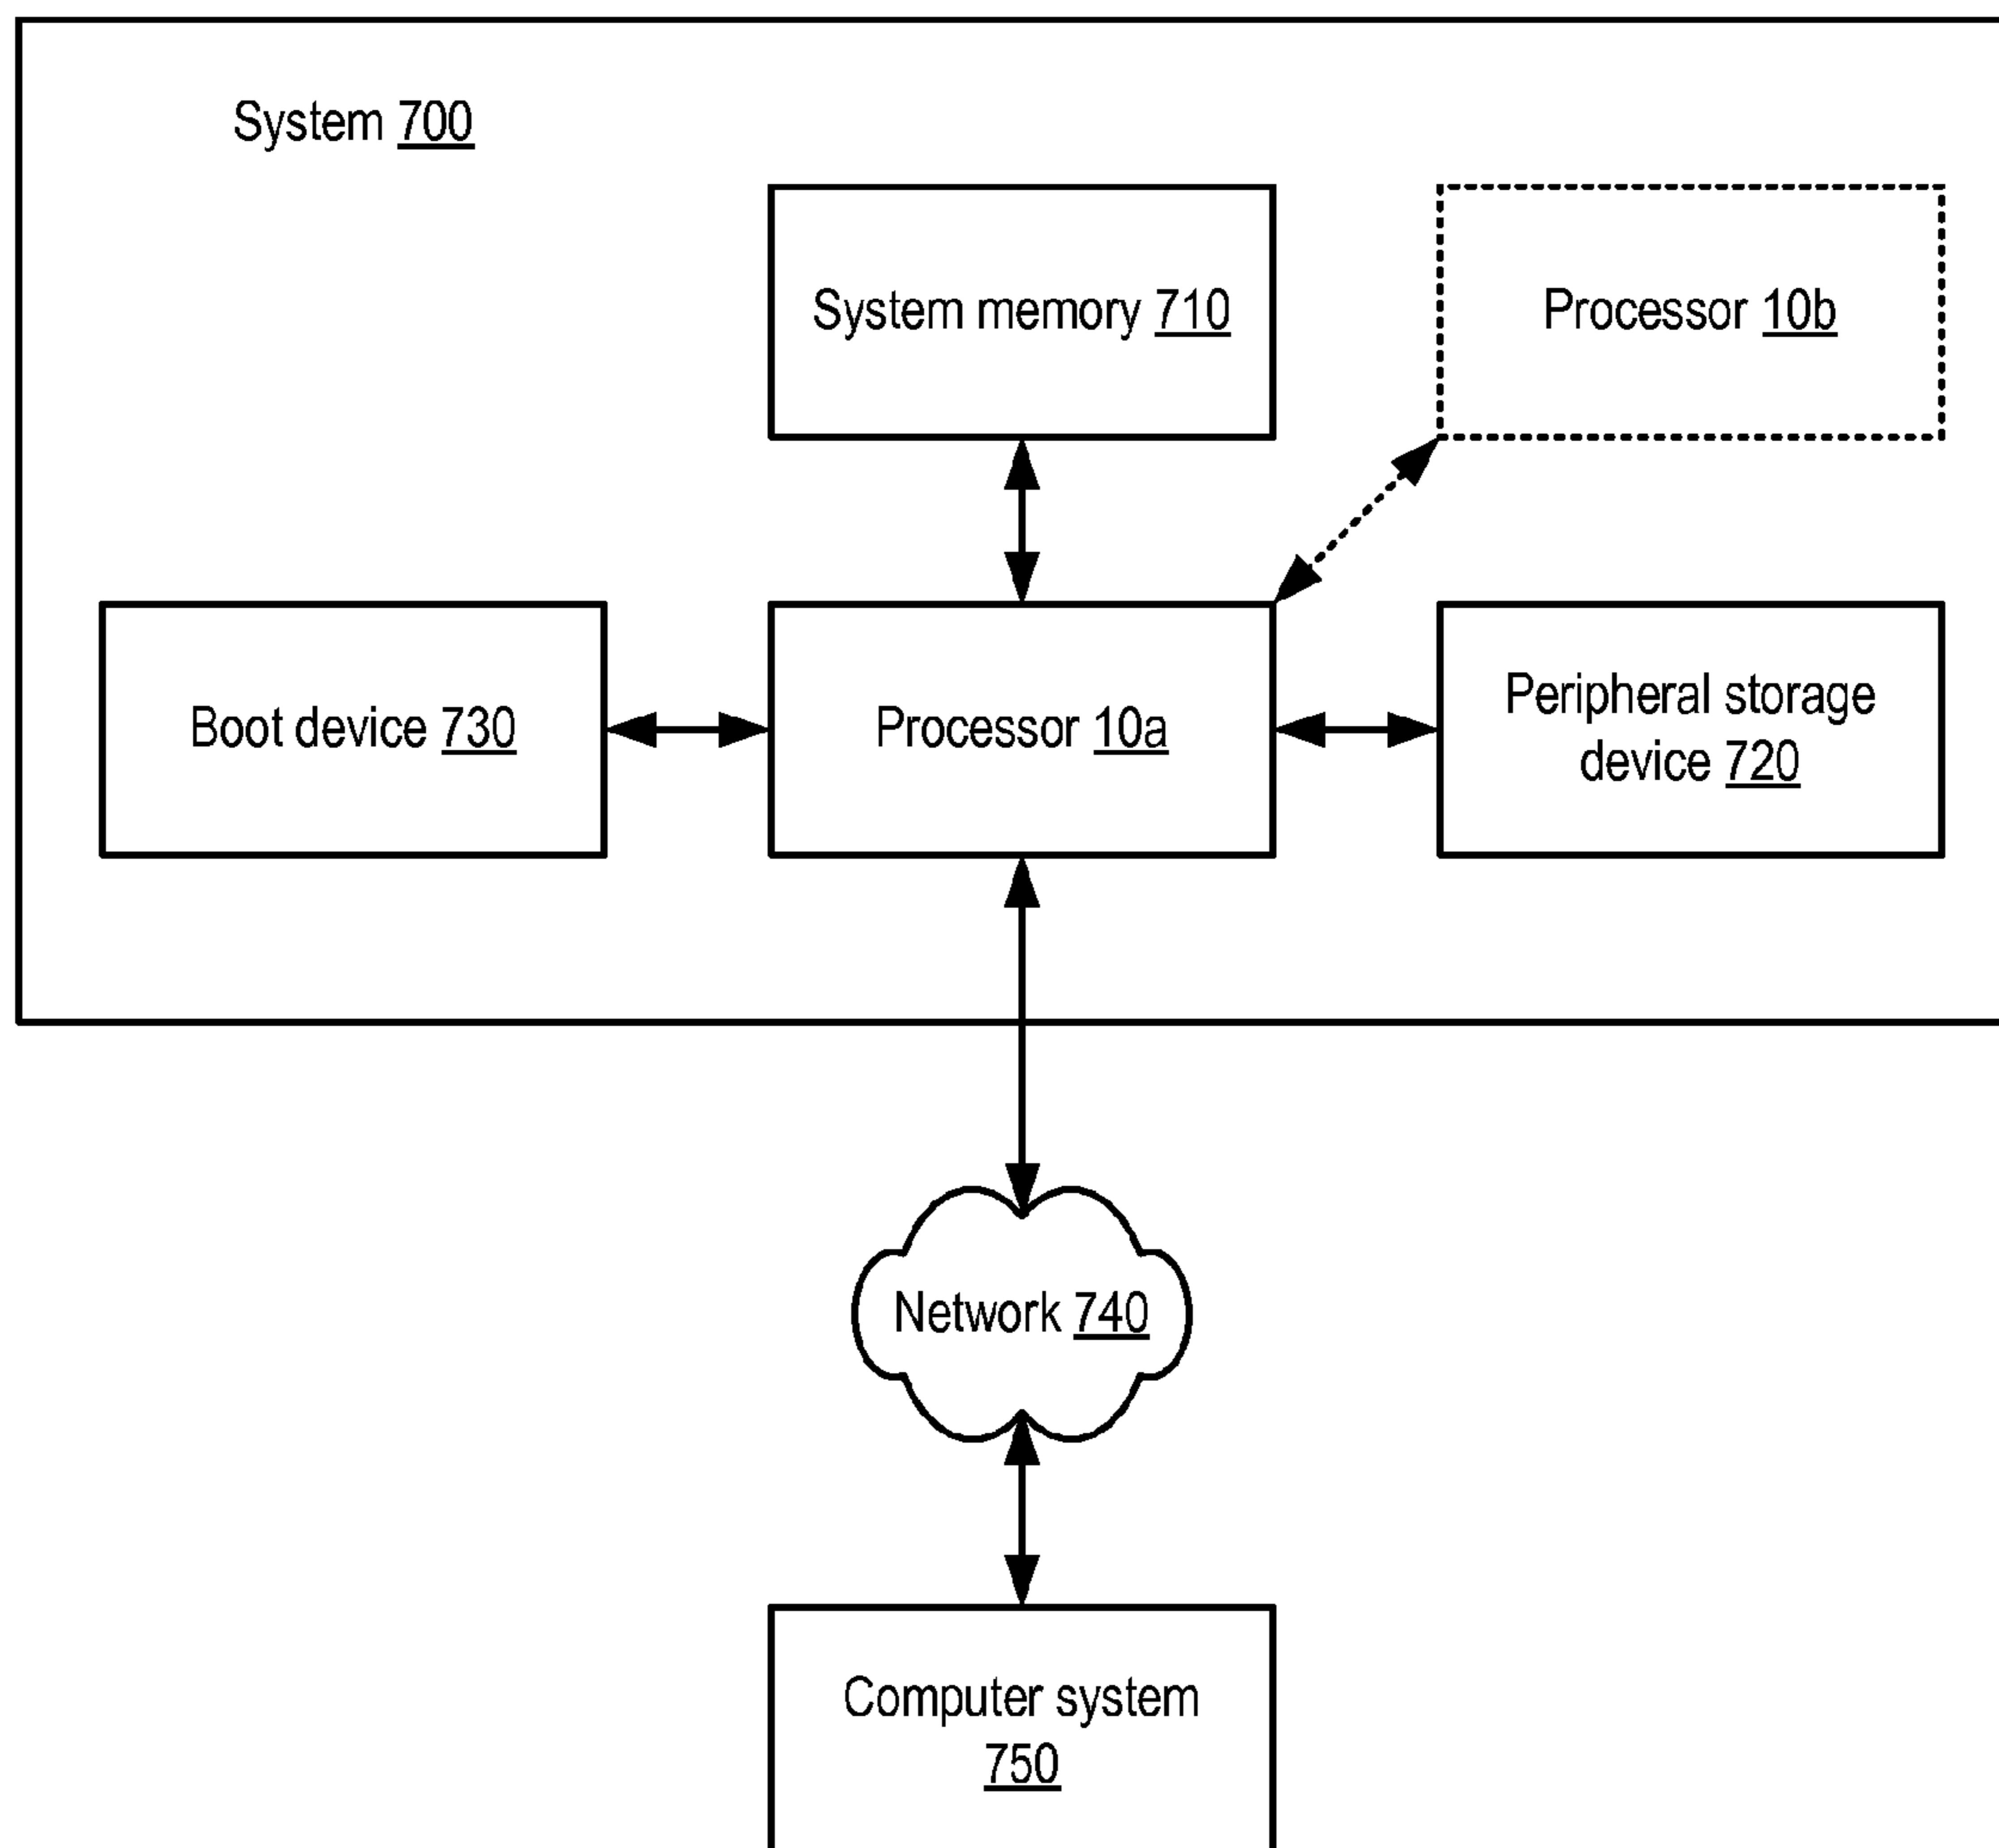 System 700
System memory 710
Processor 10b
Boot device 730
Processor 10a
Peripheral storage
device 720
Network 740
Computer system
750